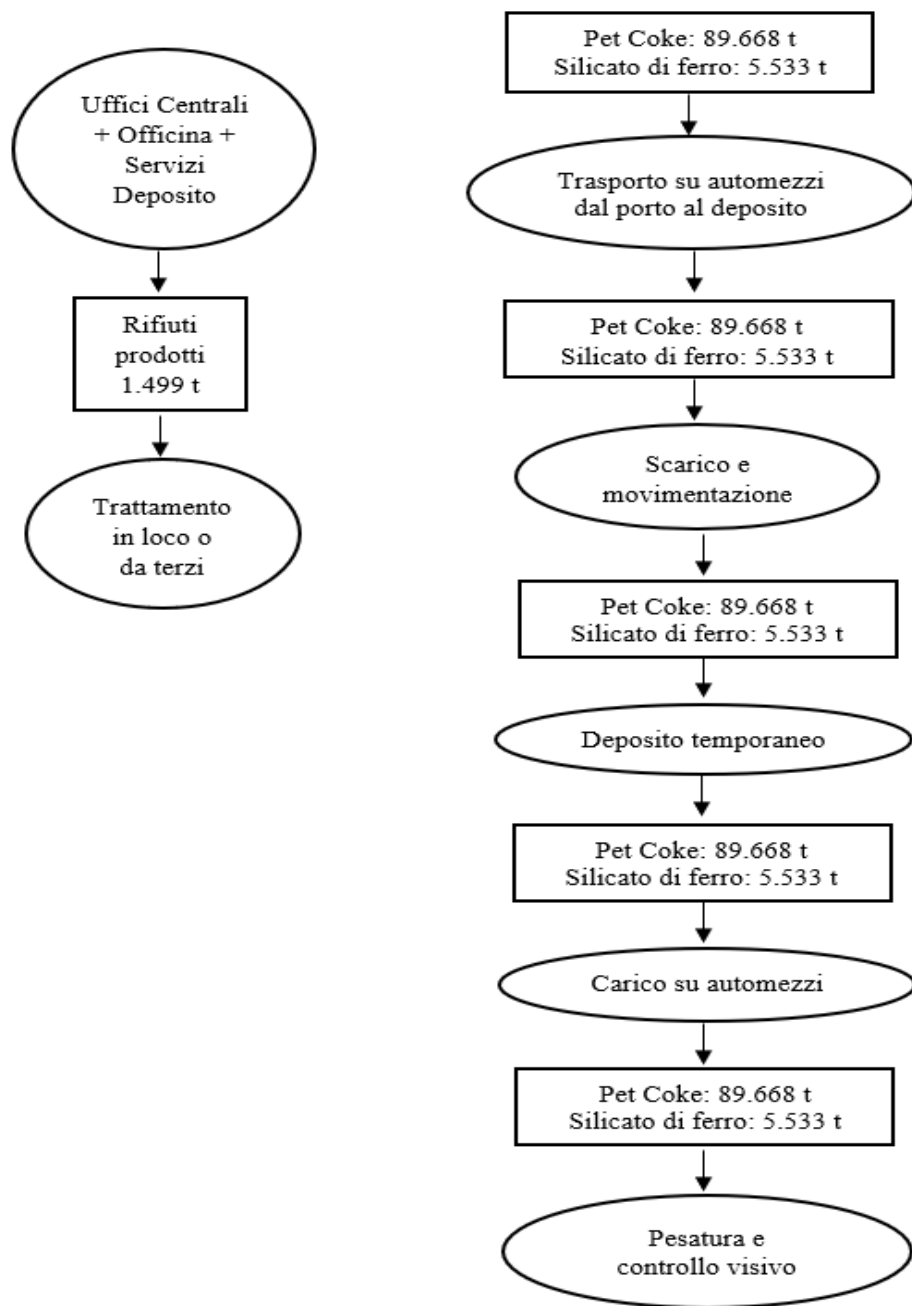 Uffici Centrali
+ Officina +
Servizi
Deposito
Rifiuti
prodotti
1.499 t
Trattamento
in loco o
da terzi
Pet Coke: 89.668 t
Silicato di ferro: 5.533 t
Trasporto su automezzi
dal porto al deposito
Pet Coke: 89.668 t
Silicato di ferro: 5.533 t
Scarico e
movimentazione
Pet Coke: 89.668 t
Silicato di ferro: 5.533 t
Deposito temporaneo
Pet Coke: 89.668 t
Silicato di ferro: 5.533 t
Carico su automezzi
Pet Coke: 89.668 t
Silicato di ferro: 5.533 t
Pesatura e
controllo visivo